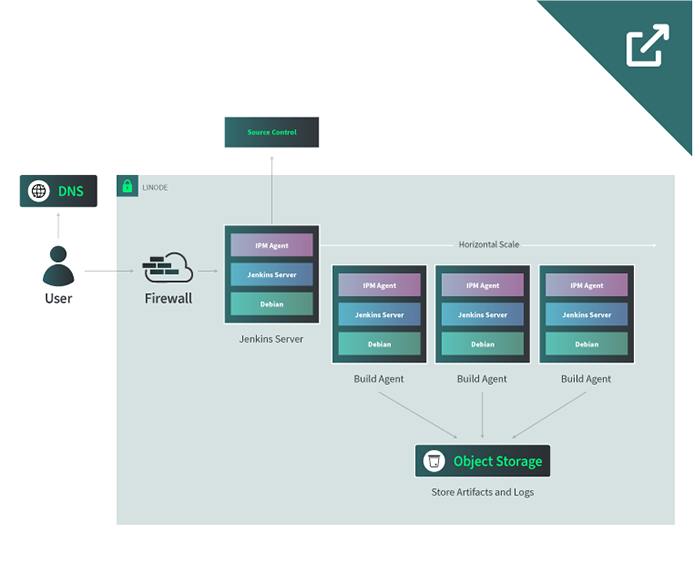 Source Control
DNS
LINODE
IPM Agent
Jenkins Server
Debian
Jenkins Server
Horizontal Scale
User
Firewall
IPM Agent
Jenkins Server
Debian
Build Agent
IPM Agent
Jenkins Server
Debian
Build Agent
IPM Agent
Jenkins Server
Debian
Build Agent
Object Storage
Store Artifacts and Logs